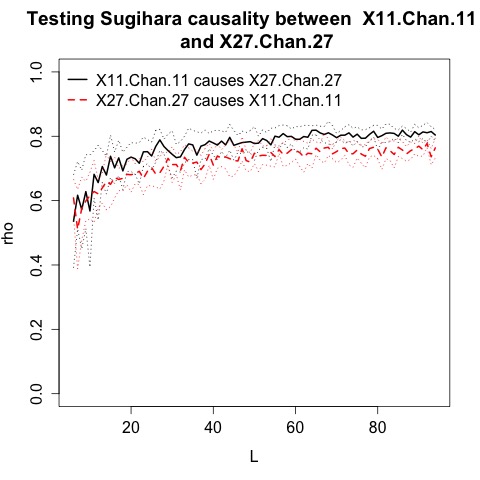 Testing Sugihara causality between  X11.Chan.11
and X27.Chan.27
X11.Chan.11 causes X27.Chan.27
X27.Chan.27 causes X11.Chan.11
1.0
0.8
0.6
0.4
0.2
0.0
rho
20 40 60 80
L